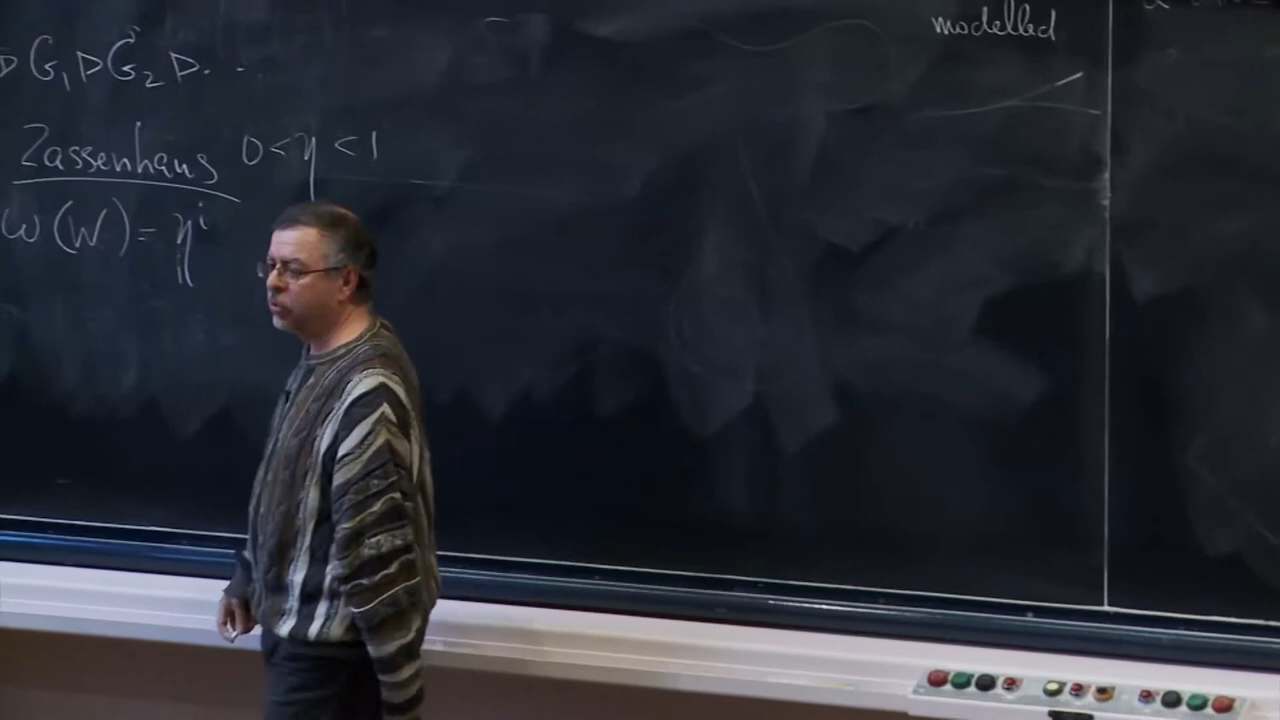 ▷ G₁ ▷ G₂ ▷ ...
Zassenhaus 0 < η < 1
ω(W) = ηⁱ
modelled